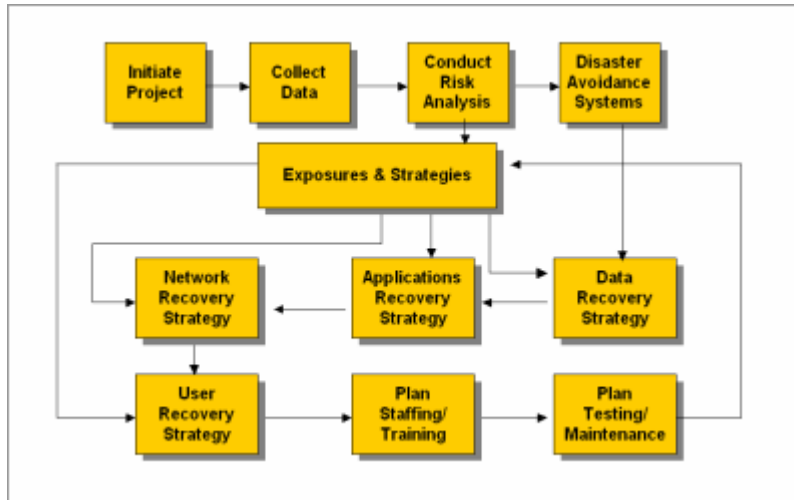 Initiate
Project
Collect
Data
Conduct
Risk
Analysis
Disaster
Avoidance
Systems
Exposures & Strategies
Network
Recovery
Strategy
Applications
Recovery
Strategy
Data
Recovery
Strategy
User
Recovery
Strategy
Plan
Staffing/
Training
Plan
Testing/
Maintenance